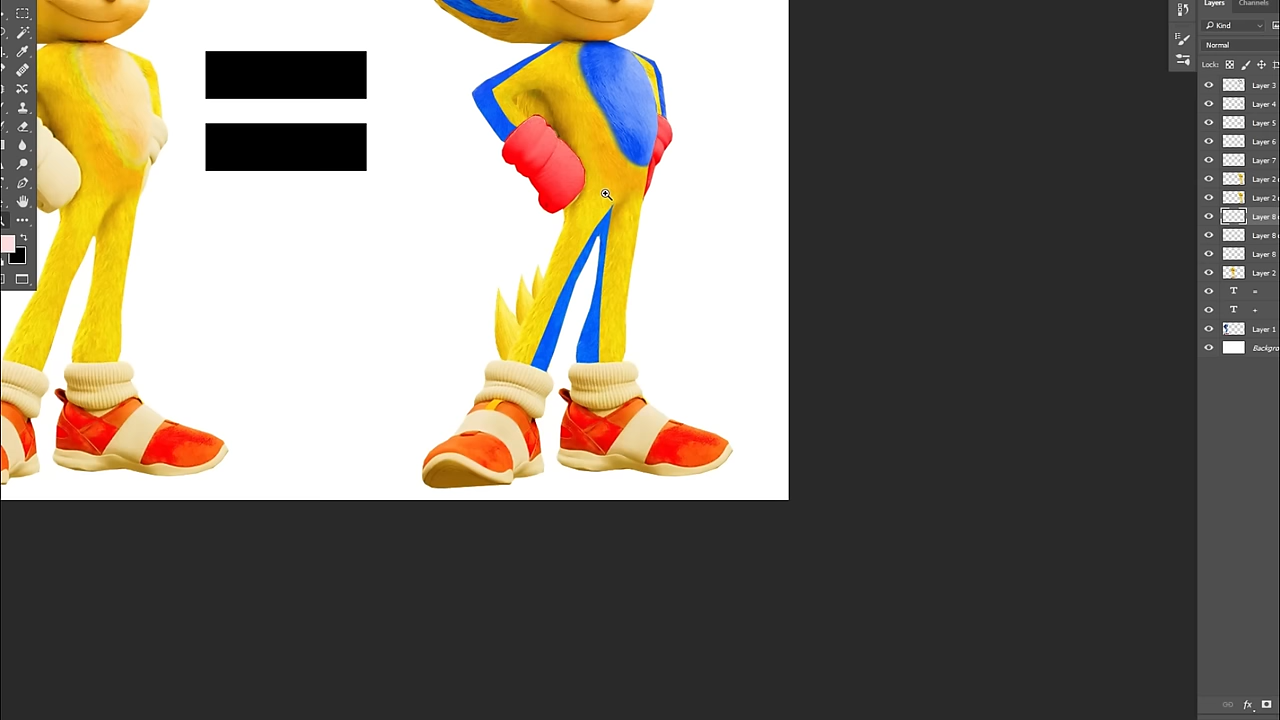 Layers Channels
Kind
Normal
Lock:
Layer 3
Layer 4
Layer 5
Layer 6
Layer 7
Layer 2
Layer 2
Layer 8
Layer 8
Layer 8
Layer 2
T =
T +
Layer 1
Backgro
fx